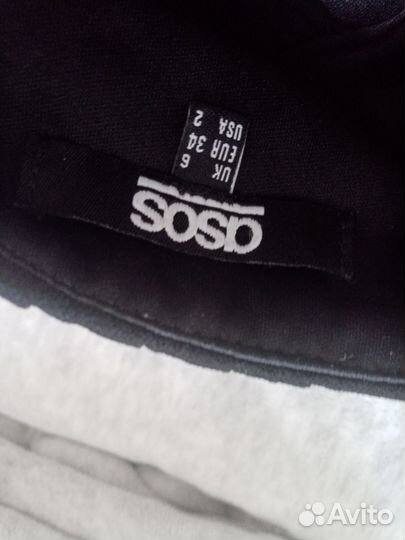 asos
UK 6
EUR 34
USA 2
Avito